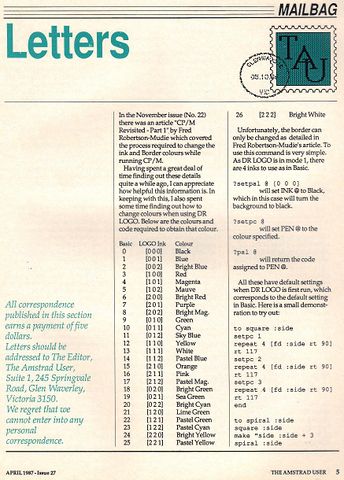 MAILBAG
Letters
TAU
In the November issue (No. 22)
there was an article "CP/M
Revisited - Part 1" by Fred
Robertson-Mudie which covered
the process required to change the
ink and Border colours while
running CP/M.
Having spent a great deal of
time finding out these details
quite a while ago, I can appreciate
how helpful this information is. In
keeping with this, I also spent
some time finding out how to
change colours when using DR
LOGO. Below are the colours and
code required to obtain that colour.
Basic LOGO Ink Colour
0 [0 0 0] Black
1 [0 0 1] Blue
2 [0 0 2] Bright Blue
3 [1 0 0] Red
4 [1 0 1] Magenta
5 [1 0 2] Mauve
6 [2 0 0] Bright Red
7 [2 0 1] Purple
8 [2 0 2] Bright Mag.
9 [0 1 0] Green
10 [0 1 1] Cyan
11 [0 1 2] Sky Blue
12 [1 1 0] Yellow
13 [1 1 1] White
14 [1 1 2] Pastel Blue
15 [2 1 0] Orange
16 [2 1 1] Pink
17 [2 1 2] Pastel Mag.
18 [0 2 0] Bright Green
19 [0 2 1] Sea Green
20 [0 2 2] Bright Cyan
21 [1 2 0] Lime Green
22 [1 2 1] Pastel Green
23 [1 2 2] Pastel Cyan
24 [2 2 0] Bright Yellow
25 [2 2 1] Pastel Yellow
26 [2 2 2] Bright White
Unfortunately, the border can
only be changed as detailed in
Fred Robertson-Mudie's article. To
use this command is very simple.
As DR LOGO is in mode 1, there
are 4 inks to use as in Basic.
?setpal @ [0 0 0]
will set INK @ to Black,
which in this case will turn the
background to black.
?setpc @
will set PEN @ to the
colour specified.
?pal @
will return the code
assigned to PEN @.
All these have default settings
when DR LOGO is first run, which
corresponds to the default setting
in Basic. Here is a small demonst-
ration to try out:
to square :side
setpc 1
repeat 4 [fd :side rt 90]
rt 117
setpc 2
repeat 4 [fd :side rt 90]
rt 117
setpc 3
repeat 4 [fd :side rt 90]
rt 117
end
to spiral :side
square :side
make "side :side + 3
spiral :side
All correspondence
published in this section
earns a payment of five
dollars.
Letters should be
addressed to The Editor,
The Amstrad User,
Suite 1, 245 Springvale
Road, Glen Waverley,
Victoria 3150.
We regret that we
cannot enter into any
personal
correspondence.
APRIL 1987 - Issue 27
THE AMSTRAD USER 5